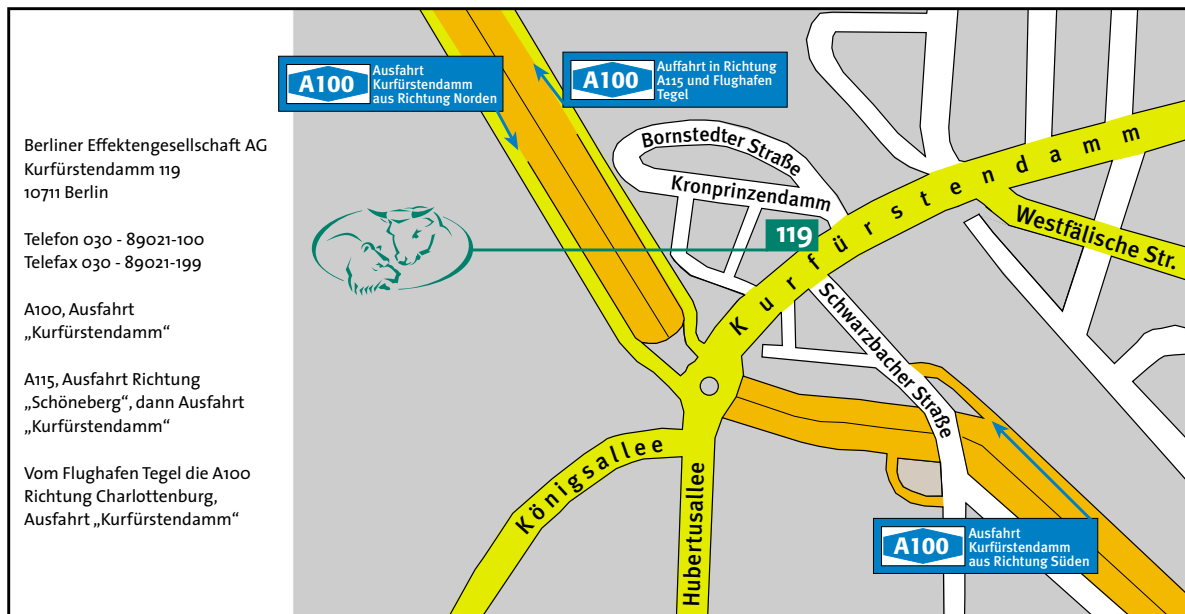 Berliner Effektengesellschaft AG
Kurfürstendamm 119
10711 Berlin
Telefon 030 - 89021-100
Telefax 030 - 89021-199
A100, Ausfahrt
„Kurfürstendamm“
A115, Ausfahrt Richtung
„Schöneberg“, dann Ausfahrt
„Kurfürstendamm“
Vom Flughafen Tegel die A100
Richtung Charlottenburg,
Ausfahrt „Kurfürstendamm“
A100
Ausfahrt
Kurfürstendamm
aus Richtung Norden
A100
Auffahrt in Richtung
A115 und Flughafen
Tegel
Bornstedter Straße
Kronprinzendamm
119
Kurfürstendamm
Westfälische Str.
Schwarzbacher Straße
Königsallee
Hubertusallee
A100
Ausfahrt
Kurfürstendamm
aus Richtung Süden